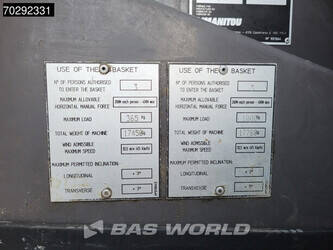 70292331
MANITOU
USE OF THE BASKET
Nº OF PERSONS AUTHORISED
TO ENTER THE BASKET
3
MAXIMUM ALLOWABLE
HORIZONTAL MANUAL FORCE
MAXIMUM LOAD
365 Kg
TOTAL WEIGHT OF MACHINE
WIND ADMISSIBLE
MAXIMUM SPEED
MAXIMUM PERMITTED INCLINATION:
LONGITUDINAL
TRANSVERSE
USE OF THE BASKET
Nº OF PERSONS AUTHORISED
TO ENTER THE BASKET
MAXIMUM ALLOWABLE
HORIZONTAL MANUAL FORCE
MAXIMUM LOAD
TOTAL WEIGHT OF MACHINE
WIND ADMISSIBLE
MAXIMUM SPEED
MAXIMUM PERMITTED INCLINATION:
LONGITUDINAL
TRANSVERSE
BAS WORLD